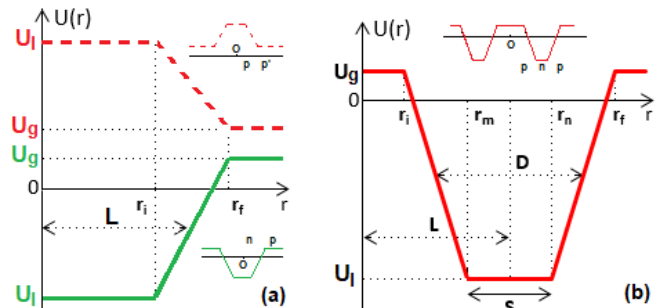 U(r)
U_l
O
p p'
U_g
U_g
0
r_i
r_f
r
L
n p
O
U_l
(a)
U(r)
O
p n p
U_g
0
r_i
r_m
r_n
r_f
r
D
L
U_l
S
(b)